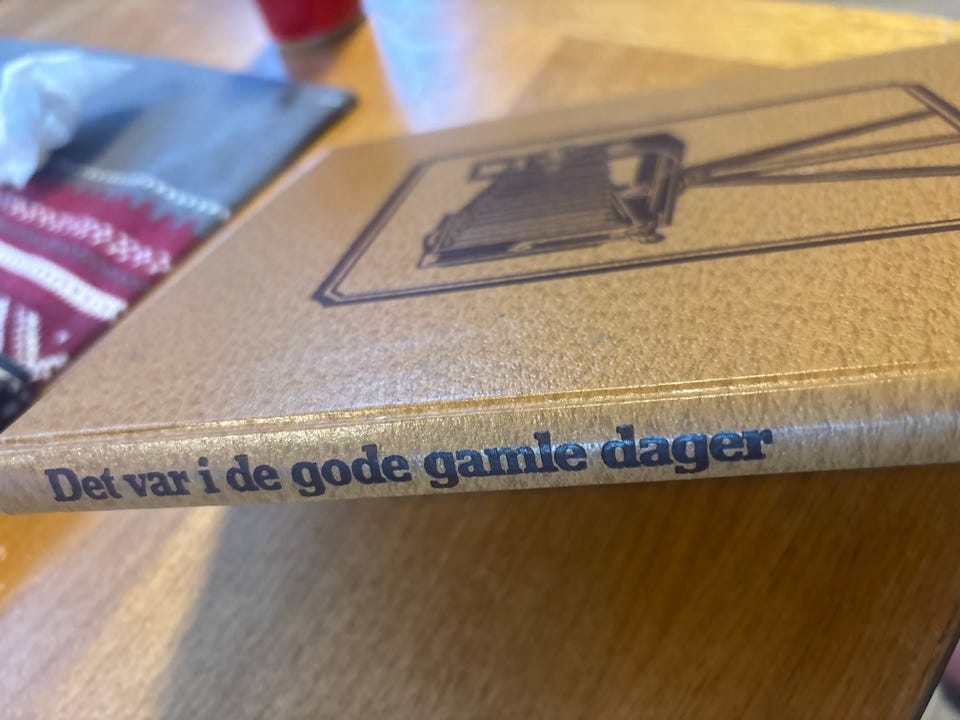 Det var i de gode gamle dager